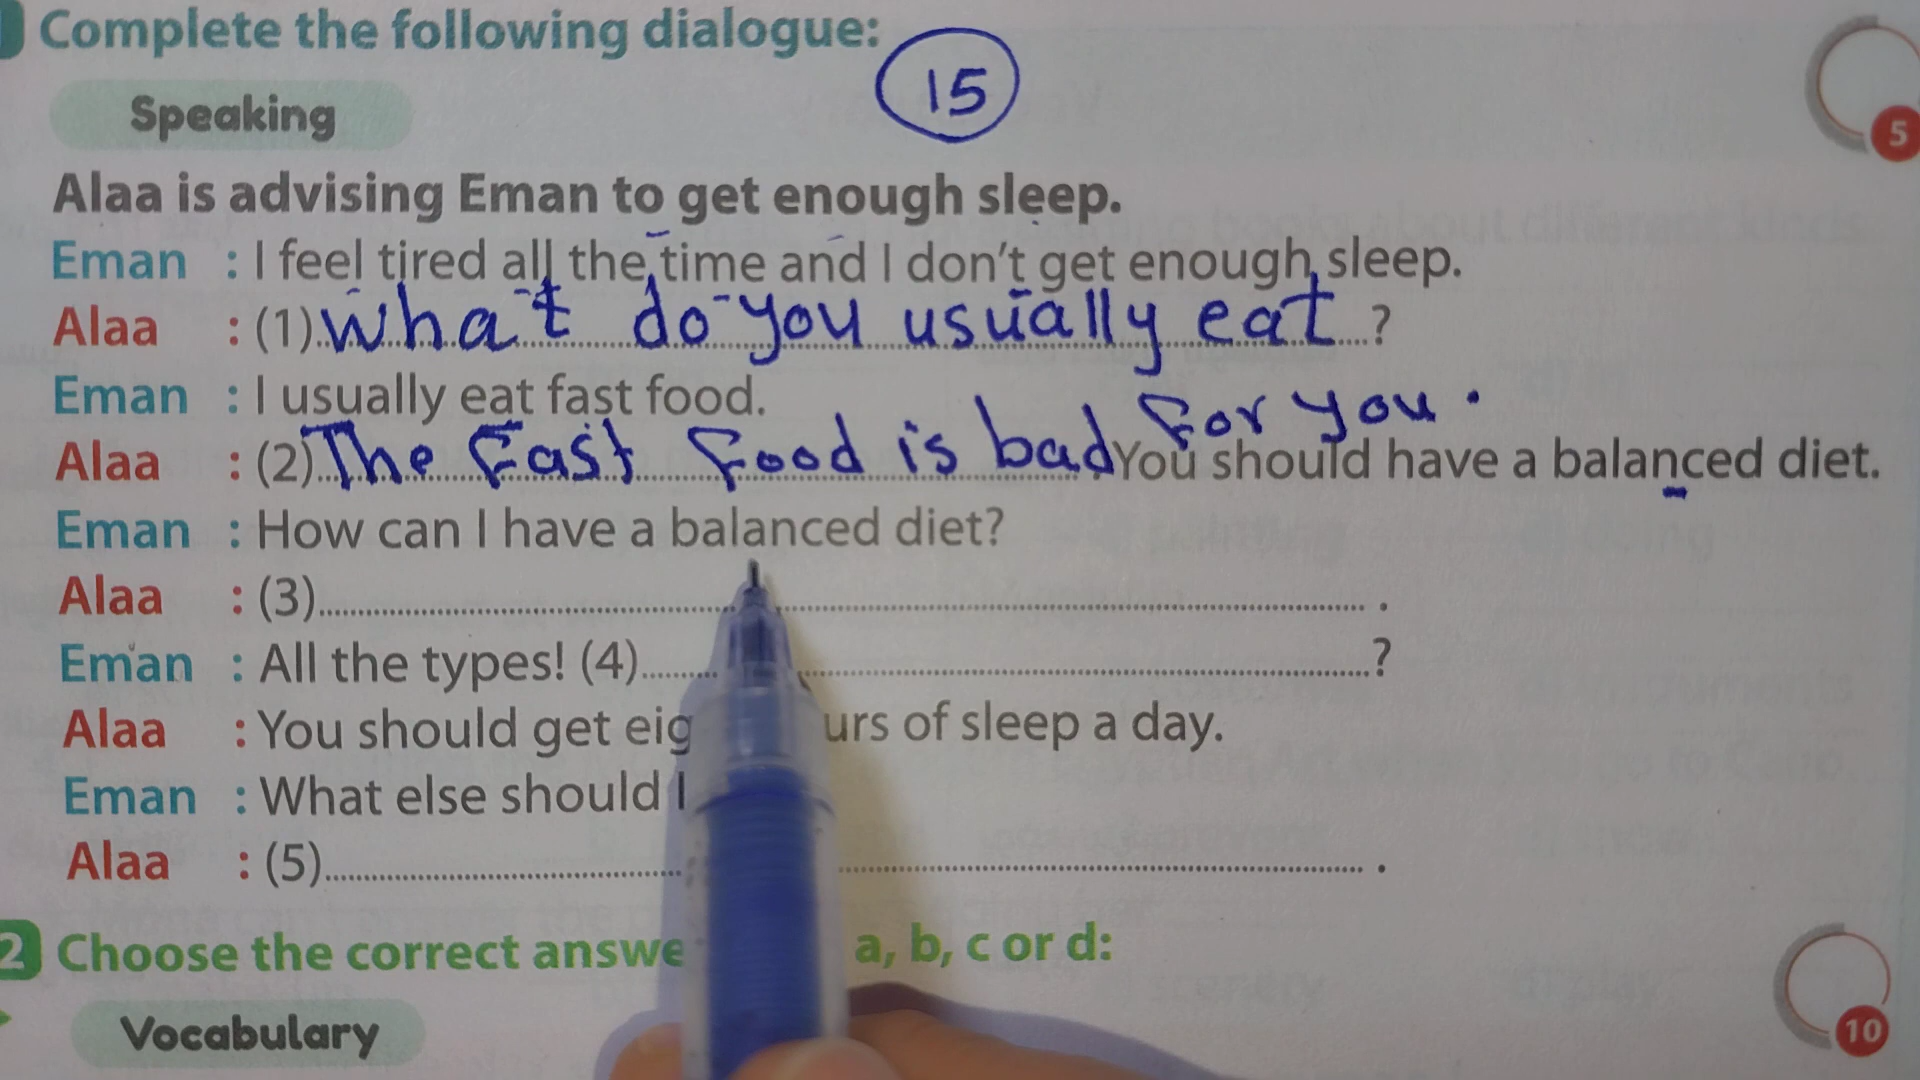 Complete the following dialogue:
15
5
Speaking
Alaa is advising Eman to get enough sleep.
Eman : I feel tired all the time and I don't get enough sleep.
Alaa : (1) What do you usually eat ?
Eman : I usually eat fast food.
Alaa : (2) The Fast Food is bad For you . You should have a balanced diet.
Eman : How can I have a balanced diet?
Alaa : (3) .
Eman : All the types! (4) ?
Alaa : You should get of sleep a day.
Eman : What else should I
Alaa : (5) .
2 Choose the correct a, b, c or d:
Vocabulary
10